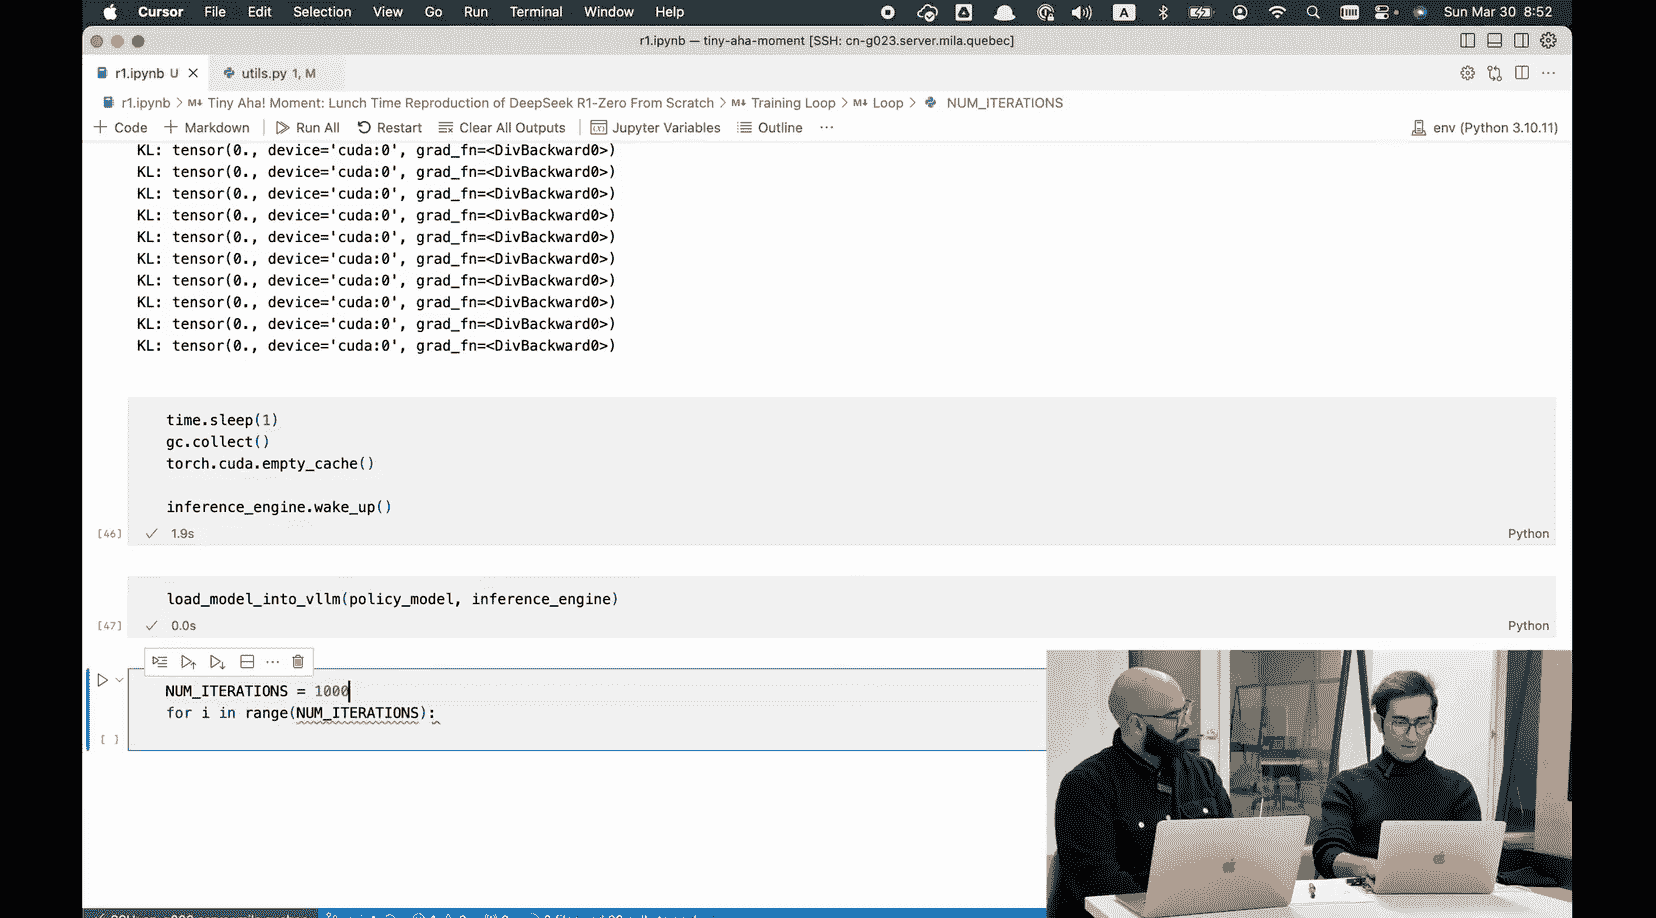 Cursor File Edit Selection View Go Run Terminal Window Help A Sun Mar 30 8:52
r1.ipynb — tiny-aha-moment [SSH: cn-g023.server.mila.quebec]
r1.ipynb U utils.py 1, M
r1.ipynb > M↓ Tiny Aha! Moment: Lunch Time Reproduction of DeepSeek R1-Zero From Scratch > M↓ Training Loop > M↓ Loop > NUM_ITERATIONS
+ Code + Markdown Run All Restart Clear All Outputs Jupyter Variables Outline ... env (Python 3.10.11)
KL: tensor(0., device='cuda:0', grad_fn=<DivBackward0>)
KL: tensor(0., device='cuda:0', grad_fn=<DivBackward0>)
KL: tensor(0., device='cuda:0', grad_fn=<DivBackward0>)
KL: tensor(0., device='cuda:0', grad_fn=<DivBackward0>)
KL: tensor(0., device='cuda:0', grad_fn=<DivBackward0>)
KL: tensor(0., device='cuda:0', grad_fn=<DivBackward0>)
KL: tensor(0., device='cuda:0', grad_fn=<DivBackward0>)
KL: tensor(0., device='cuda:0', grad_fn=<DivBackward0>)
KL: tensor(0., device='cuda:0', grad_fn=<DivBackward0>)
KL: tensor(0., device='cuda:0', grad_fn=<DivBackward0>)
time.sleep(1)
gc.collect()
torch.cuda.empty_cache()
inference_engine.wake_up()
[46] 1.9s Python
load_model_into_vllm(policy_model, inference_engine)
[47] 0.0s Python
NUM_ITERATIONS = 1000
for i in range(NUM_ITERATIONS):
[ ]